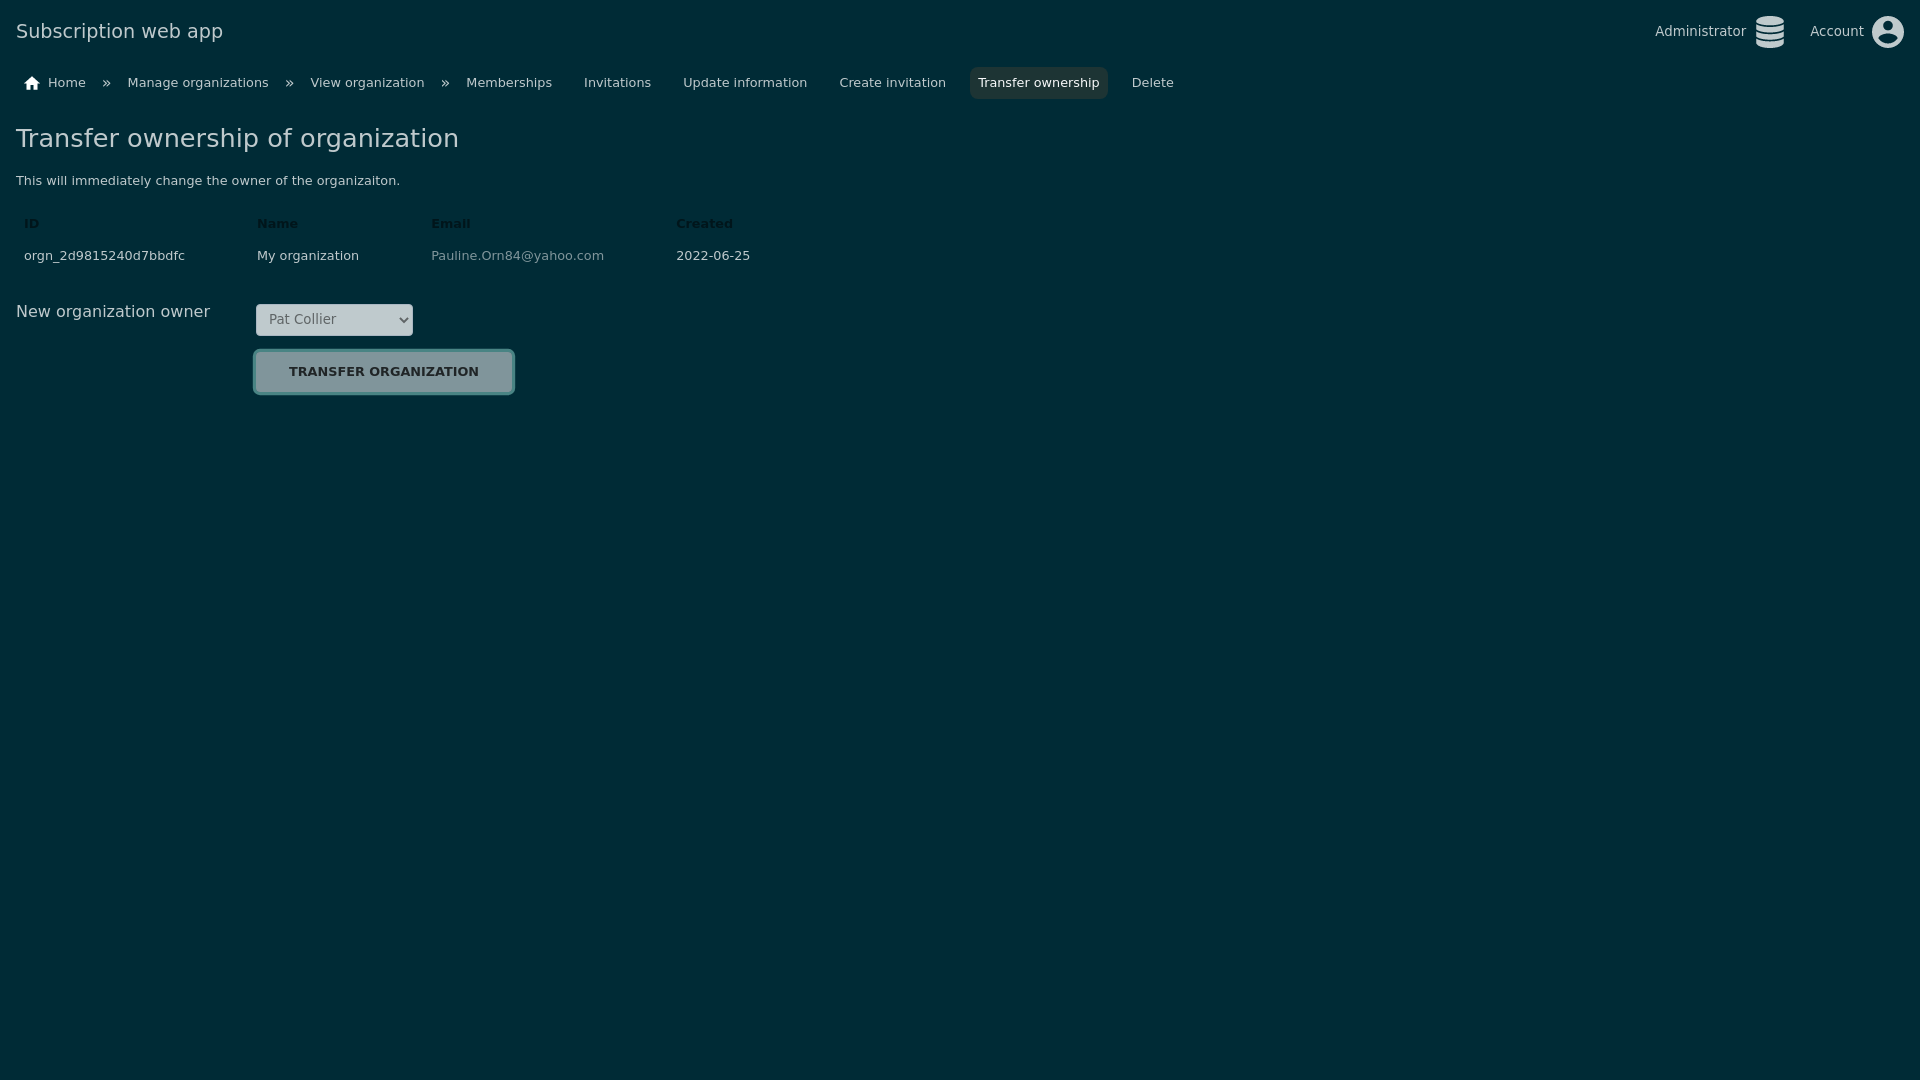 Subscription web app
Administrator
Account
Home » Manage organizations » View organization » Memberships Invitations Update information Create invitation Transfer ownership Delete
Transfer ownership of organization
This will immediately change the owner of the organizaiton.
ID Name Email Created
orgn_2d9815240d7bbdfc My organization Pauline.Orn84@yahoo.com 2022-06-25
New organization owner
Pat Collier
TRANSFER ORGANIZATION